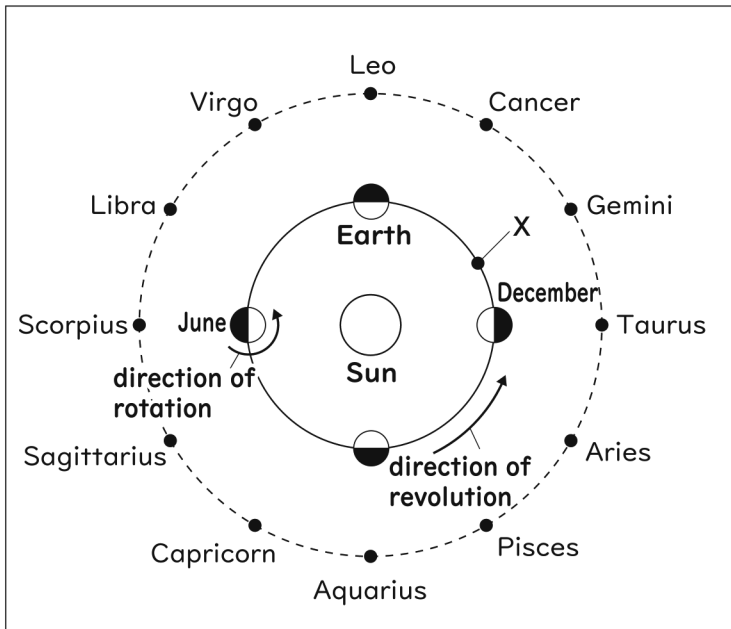 Leo
Virgo
Cancer
Libra
Gemini
Earth
X
December
Scorpius
June
Taurus
Sun
direction of
rotation
Sagittarius
Aries
direction of
revolution
Capricorn
Pisces
Aquarius